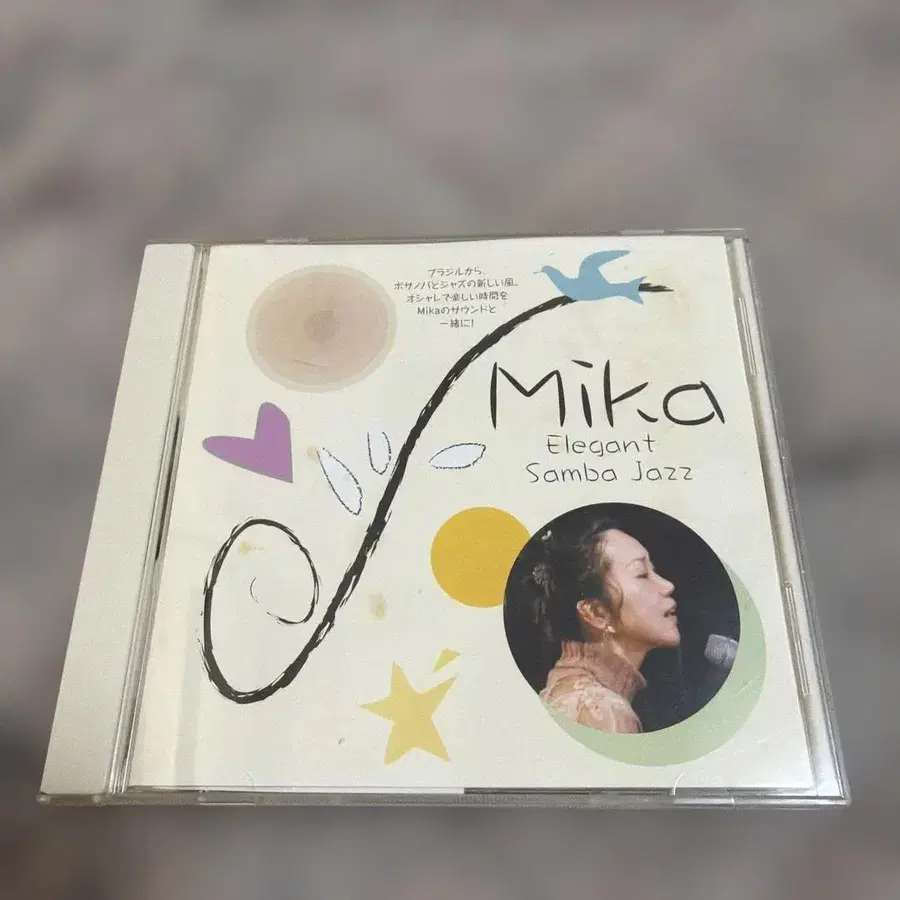 ブラジルから、
ボサノバとジャズの新しい風。
オシャレで楽しい時間を
Mikaのサウンドと
一緒に!
Mika
Elegant
Samba Jazz